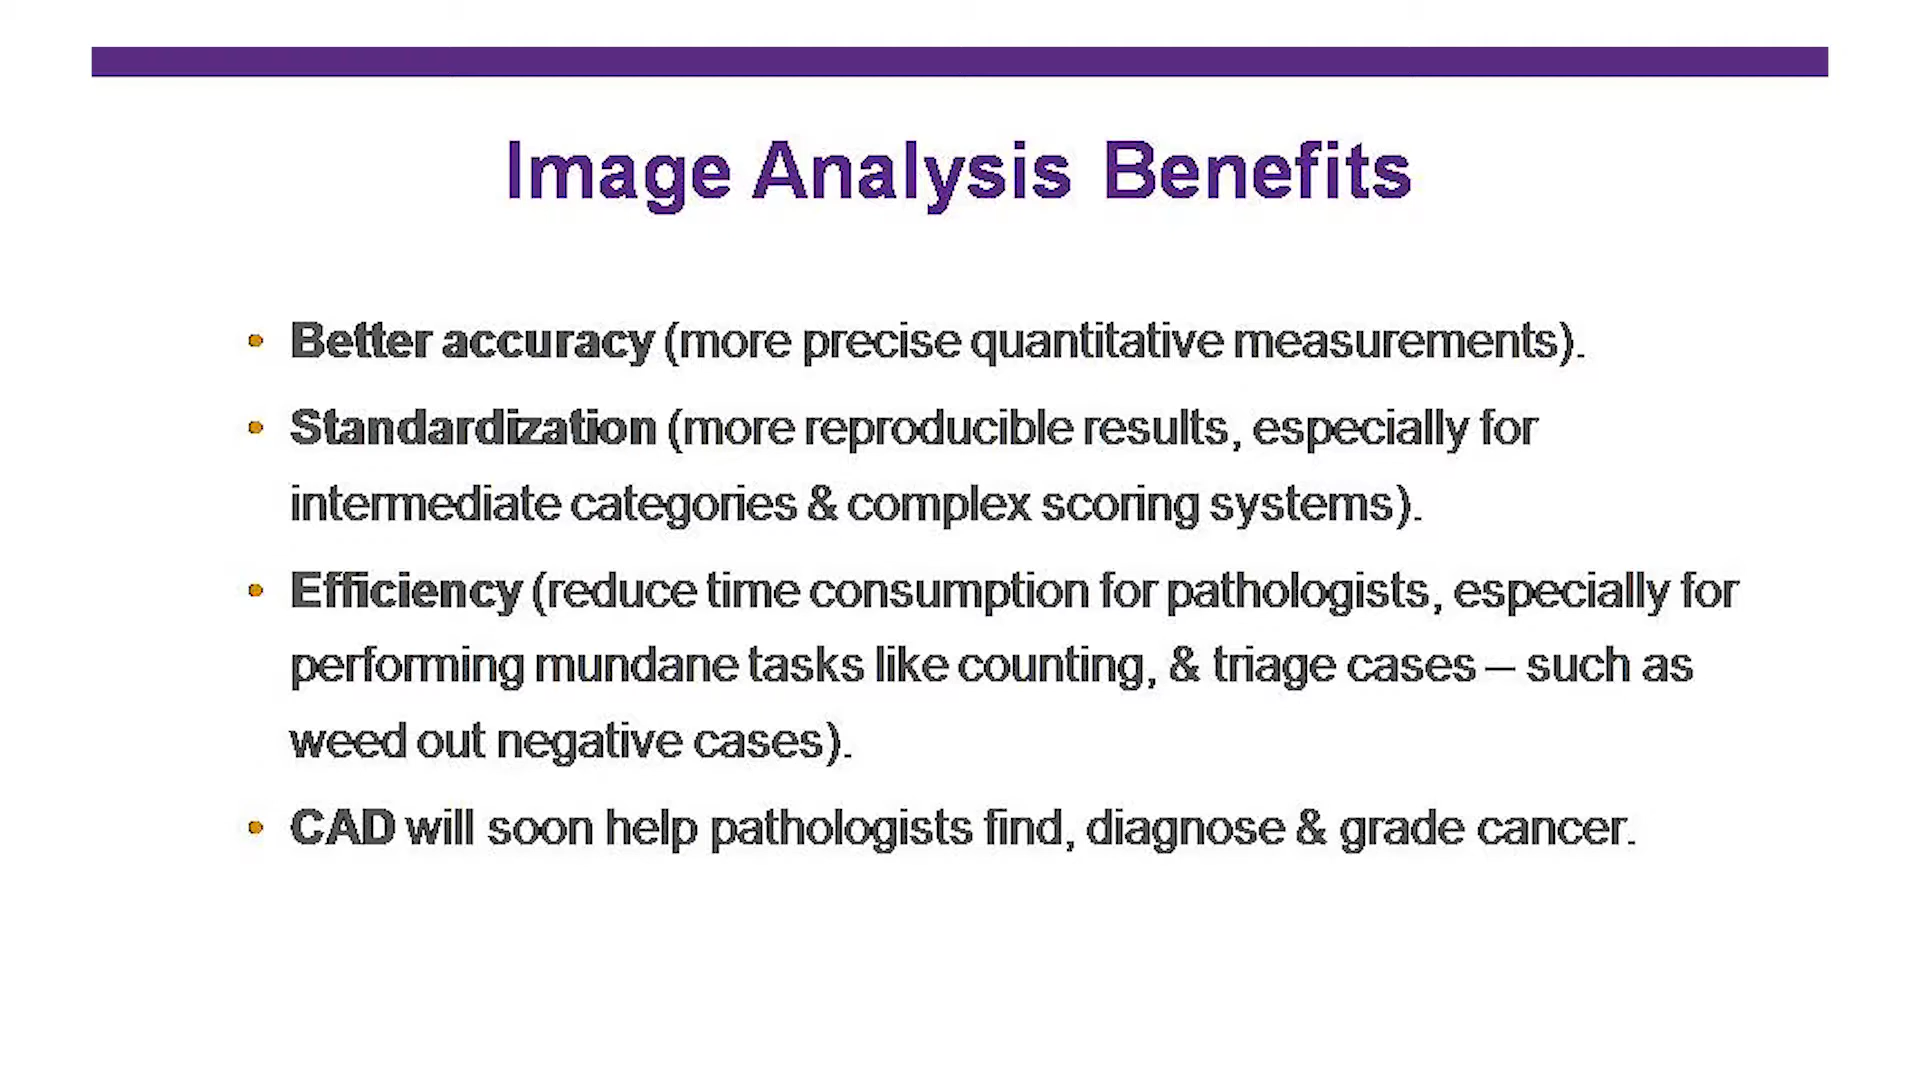 Image Analysis Benefits
• Better accuracy (more precise quantitative measurements).
• Standardization (more reproducible results, especially for
intermediate categories & complex scoring systems).
• Efficiency (reduce time consumption for pathologists, especially for
performing mundane tasks like counting, & triage cases – such as
weed out negative cases).
• CAD will soon help pathologists find, diagnose & grade cancer.